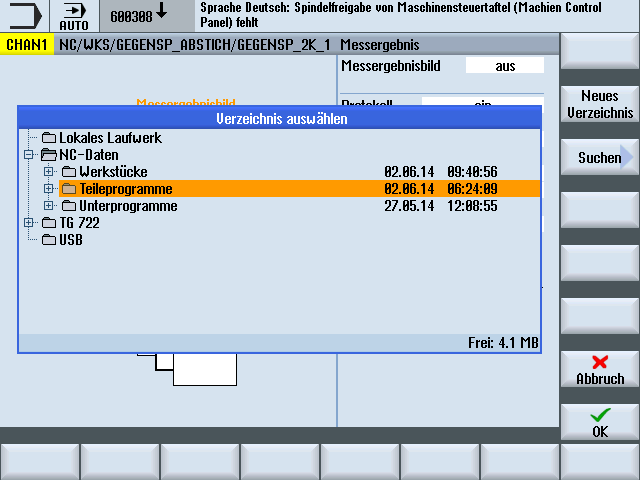 AUTO
600308
Sprache Deutsch: Spindelfreigabe von Maschinensteuertaftel (Machien Control
Panel) fehlt
CHAN1 NC/WKS/GEGENSP_ABSTICH/GEGENSP_2K_1 Messergebnis
Messergebnisbild aus
Messergebnisbild
Protokoll ein
Verzeichnis auswählen
Lokales Laufwerk
NC-Daten
Werkstücke 02.06.14 09:40:56
Teileprogramme 02.06.14 06:24:09
Unterprogramme 27.05.14 12:08:55
TG 722
USB
Frei: 4.1 MB
Neues
Verzeichnis
Suchen
Abbruch
OK